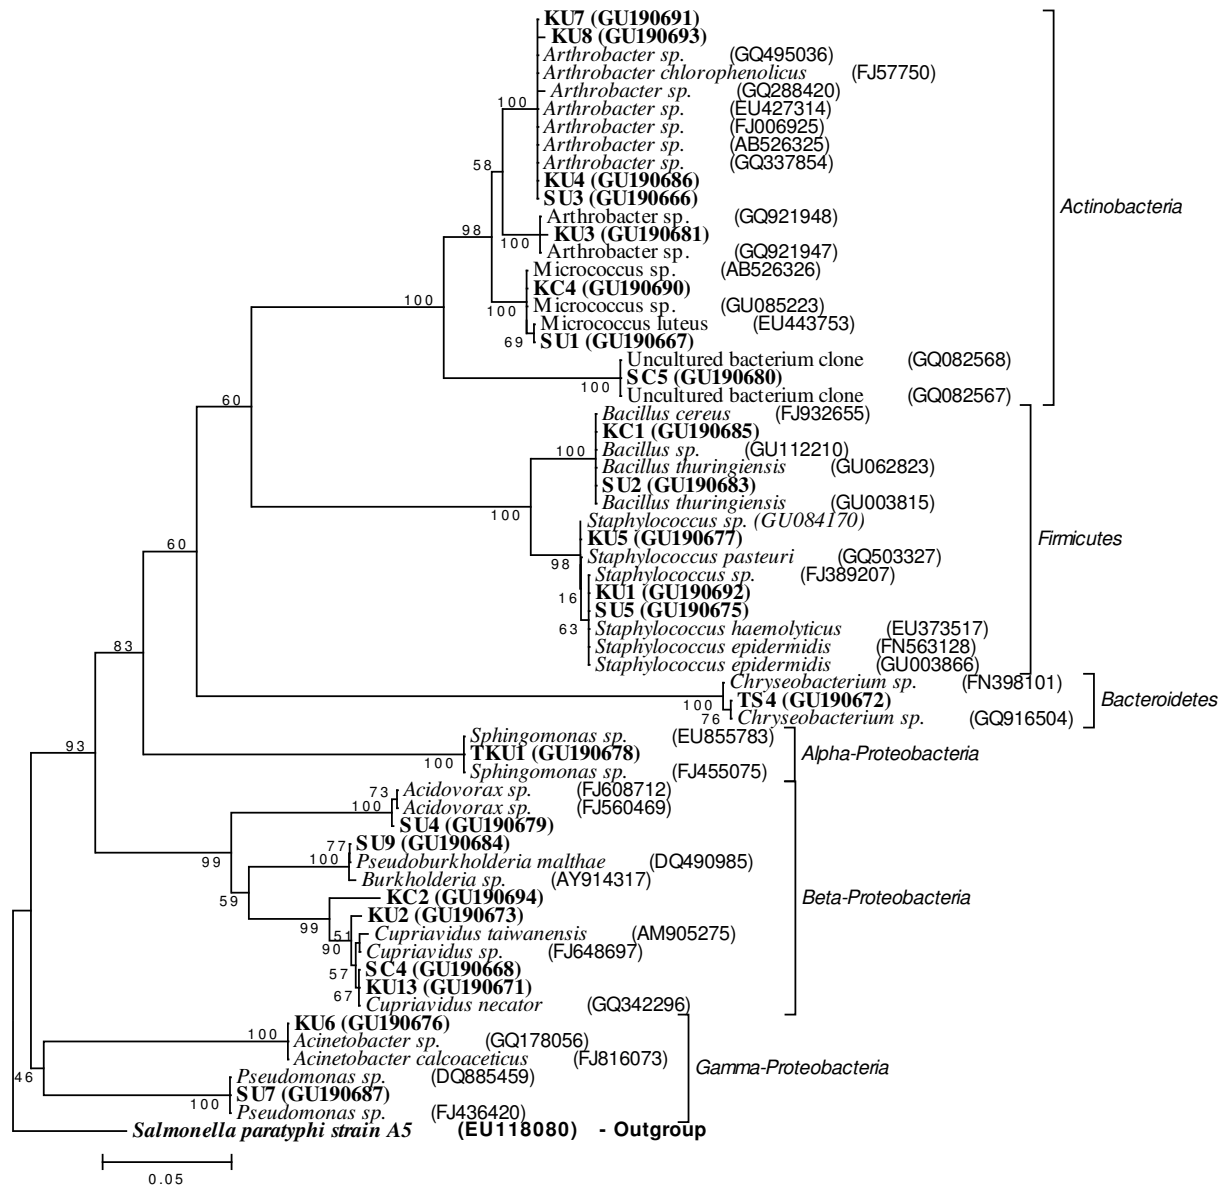 KU7 (GU190691)
KU8 (GU190693)
Arthrobacter sp. (GQ495036)
Arthrobacter chlorophenolicus (FJ57750)
Arthrobacter sp. (GQ288420)
100
Arthrobacter sp. (EU427314)
Arthrobacter sp. (FJ006925)
Arthrobacter sp. (AB526325)
Arthrobacter sp. (GQ337854)
58
KU4 (GU190686)
SU3 (GU190666)
Actinobacteria
Arthrobacter sp. (GQ921948)
98
KU3 (GU190681)
100
Arthrobacter sp. (GQ921947)
Micrococcus sp. (AB526326)
KC4 (GU190690)
100
100
Micrococcus sp. (GU085223)
Micrococcus luteus (EU443753)
69
SU1 (GU190667)
Uncultured bacterium clone (GQ082568)
SC5 (GU190680)
100
Uncultured bacterium clone (GQ082567)
60
Bacillus cereus (FJ932655)
KC1 (GU190685)
100
Bacillus sp. (GU112210)
Bacillus thuringiensis (GU062823)
SU2 (GU190683)
Bacillus thuringiensis (GU003815)
100
Staphylococcus sp. (GU084170)
KU5 (GU190677)
Firmicutes
60
Staphylococcus pasteuri (GQ503327)
98
Staphylococcus sp. (FJ389207)
KU1 (GU190692)
16
SU5 (GU190675)
63
Staphylococcus haemolyticus (EU373517)
83
Staphylococcus epidermidis (FN563128)
Staphylococcus epidermidis (GU003866)
Chryseobacterium sp. (FN398101)
100
TS4 (GU190672)
Bacteroidetes
76
Chryseobacterium sp. (GQ916504)
Sphingomonas sp. (EU855783)
93
TKU1 (GU190678)
Alpha-Proteobacteria
100
Sphingomonas sp. (FJ455075)
73
Acidovorax sp. (FJ608712)
100
Acidovorax sp. (FJ560469)
SU4 (GU190679)
77
SU9 (GU190684)
99
100
Pseudoburkholderia malthae (DQ490985)
Burkholderia sp. (AY914317)
59
KC2 (GU190694)
Beta-Proteobacteria
KU2 (GU190673)
99
51
Cupriavidus taiwanensis (AM905275)
90
Cupriavidus sp. (FJ648697)
57
SC4 (GU190668)
KU13 (GU190671)
67
Cupriavidus necator (GQ342296)
KU6 (GU190676)
100
Acinetobacter sp. (GQ178056)
Acinetobacter calcoaceticus (FJ816073)
Gamma-Proteobacteria
46
Pseudomonas sp. (DQ885459)
SU7 (GU190687)
100
Pseudomonas sp. (FJ436420)
Salmonella paratyphi strain A5 (EU118080) - Outgroup
0.05